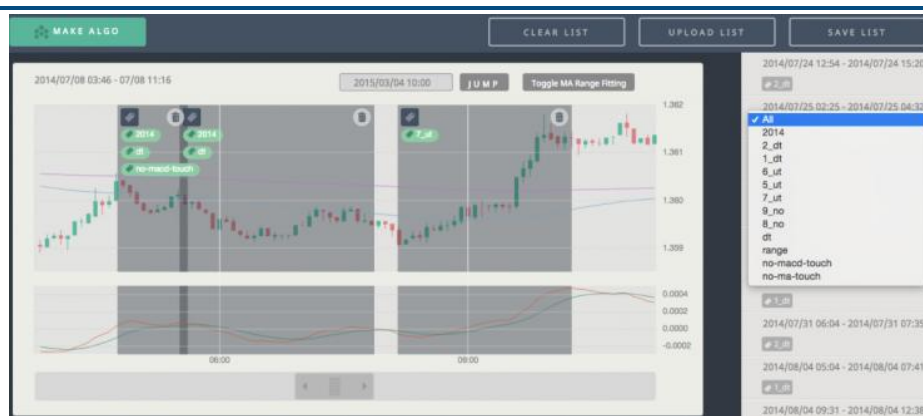 MAKE ALGO
CLEAR LIST
UPLOAD LIST
SAVE LIST
2014/07/08 03:46 - 07/08 11:16
2015/03/04 10:00
JUMP
Toggle MA Range Fitting
2014
2014
7_ut
dt
dt
no-macd-touch
1.362
1.361
1.360
1.359
0.0004
0.0002
0.0000
-0.0002
06:00
09:00
2014/07/24 12:54 - 2014/07/24 15:20
2_dt
2014/07/25 02:25 - 2014/07/25 04:32
All
2014
2_dt
1_dt
6_ut
5_ut
7_ut
9_no
8_no
dt
range
no-macd-touch
no-ma-touch
1_dt
2014/07/31 06:04 - 2014/07/31 07:35
2_dt
2014/08/04 05:04 - 2014/08/04 07:41
1_dt
2014/08/04 09:31 - 2014/08/04 12:38